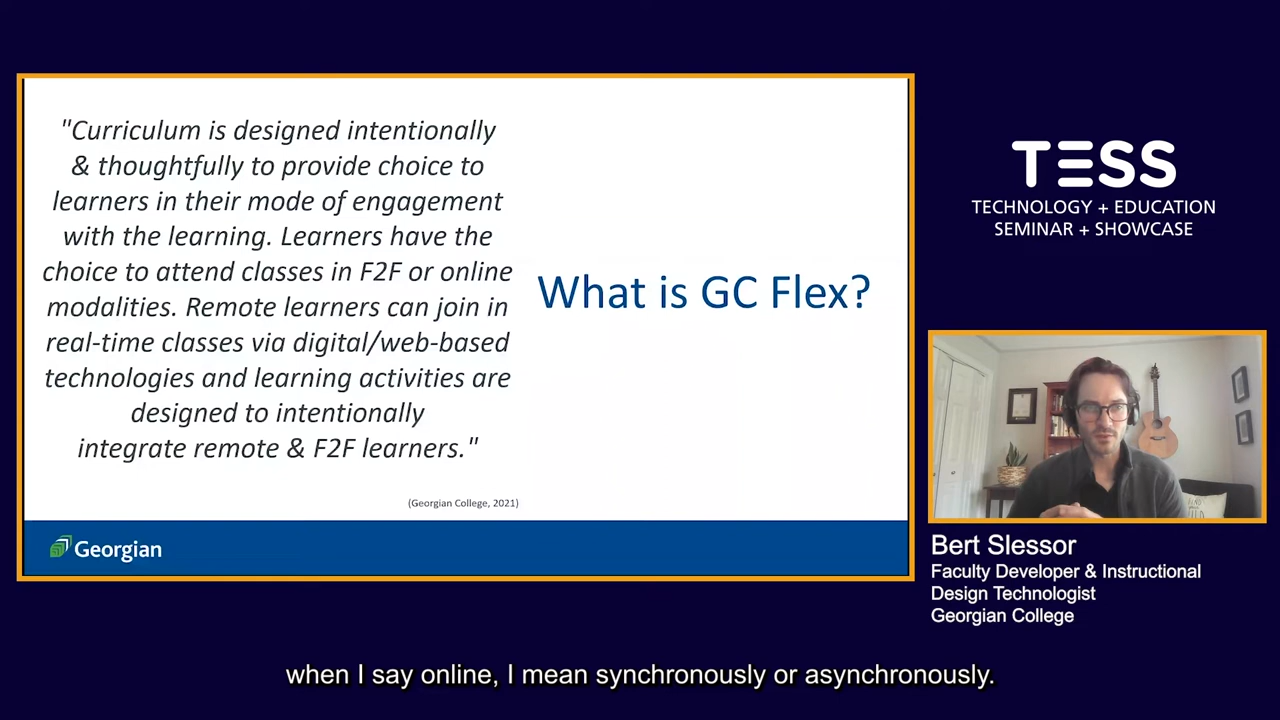 "Curriculum is designed intentionally
& thoughtfully to provide choice to
learners in their mode of engagement
with the learning. Learners have the
choice to attend classes in F2F or online
modalities. Remote learners can join in
real-time classes via digital/web-based
technologies and learning activities are
designed to intentionally
integrate remote & F2F learners."
(Georgian College, 2021)
What is GC Flex?
Georgian
TESS
TECHNOLOGY + EDUCATION
SEMINAR + SHOWCASE
Bert Slessor
Faculty Developer & Instructional
Design Technologist
Georgian College
when I say online, I mean synchronously or asynchronously.